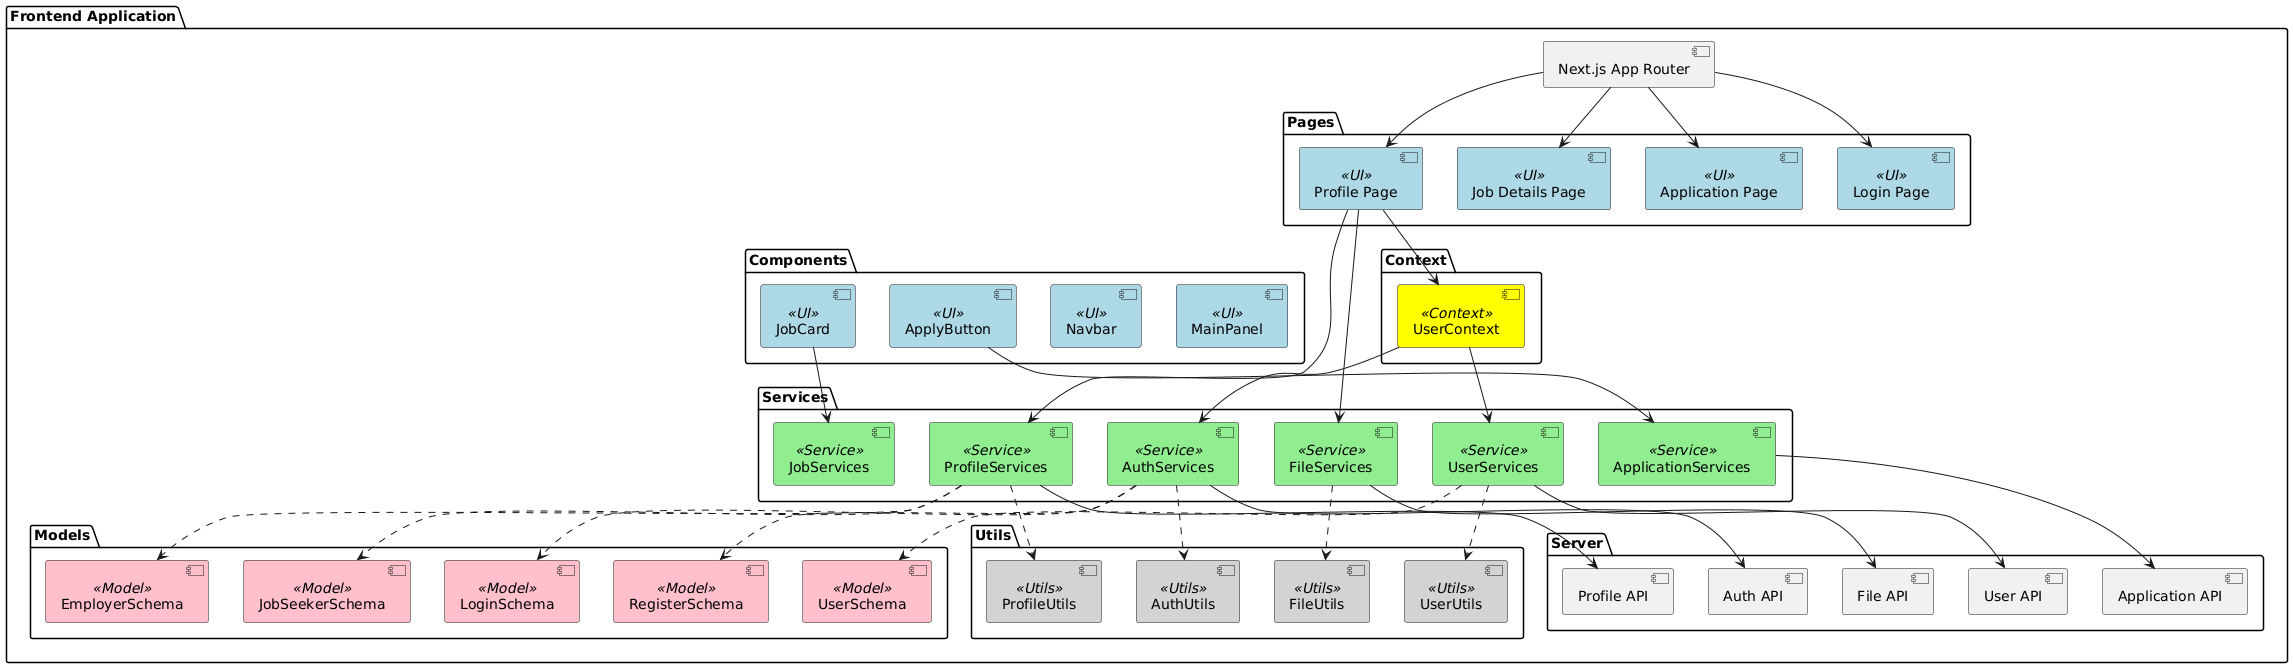 Frontend Application
Next.js App Router
Pages
«UI»
Profile Page
«UI»
Job Details Page
«UI»
Application Page
«UI»
Login Page
Components
«UI»
JobCard
«UI»
ApplyButton
«UI»
Navbar
«UI»
MainPanel
Context
«Context»
UserContext
Services
«Service»
JobServices
«Service»
ProfileServices
«Service»
AuthServices
«Service»
FileServices
«Service»
UserServices
«Service»
ApplicationServices
Models
«Model»
EmployerSchema
«Model»
JobSeekerSchema
«Model»
LoginSchema
«Model»
RegisterSchema
«Model»
UserSchema
Utils
«Utils»
ProfileUtils
«Utils»
AuthUtils
«Utils»
FileUtils
«Utils»
UserUtils
Server
Profile API
Auth API
File API
User API
Application API